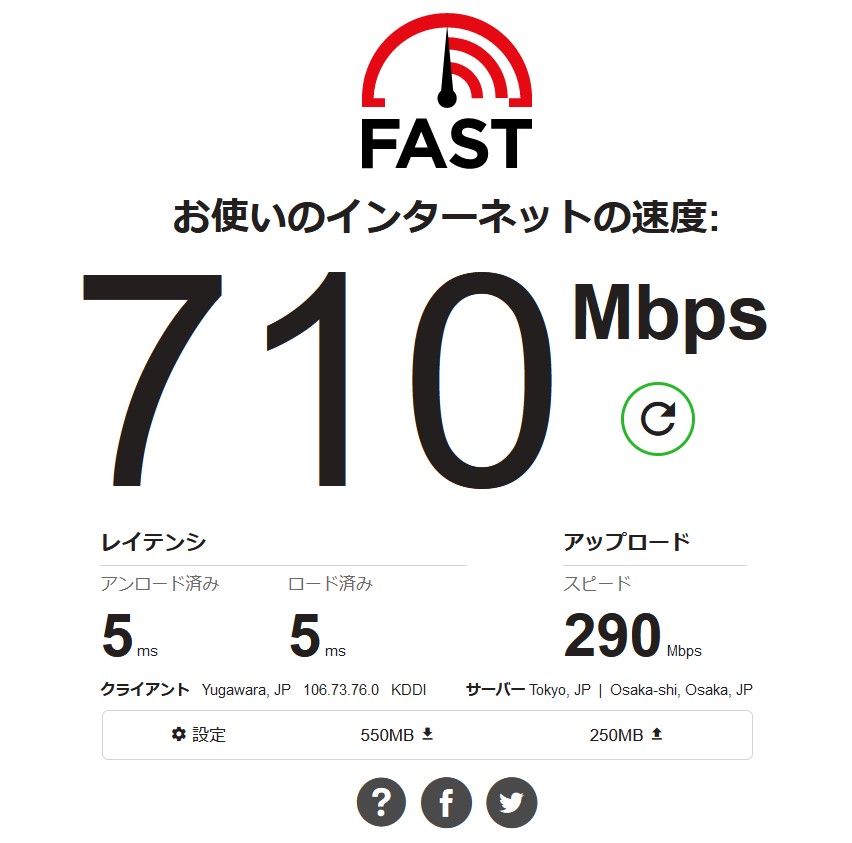 FAST
お使いのインターネットの速度:
710 Mbps
レイテンシ アップロード
アンロード済み ロード済み スピード
5 ms 5 ms 290 Mbps
クライアント Yugawara, JP 106.73.76.0 KDDI サーバー Tokyo, JP | Osaka-shi, Osaka, JP
設定 550MB 250MB
?